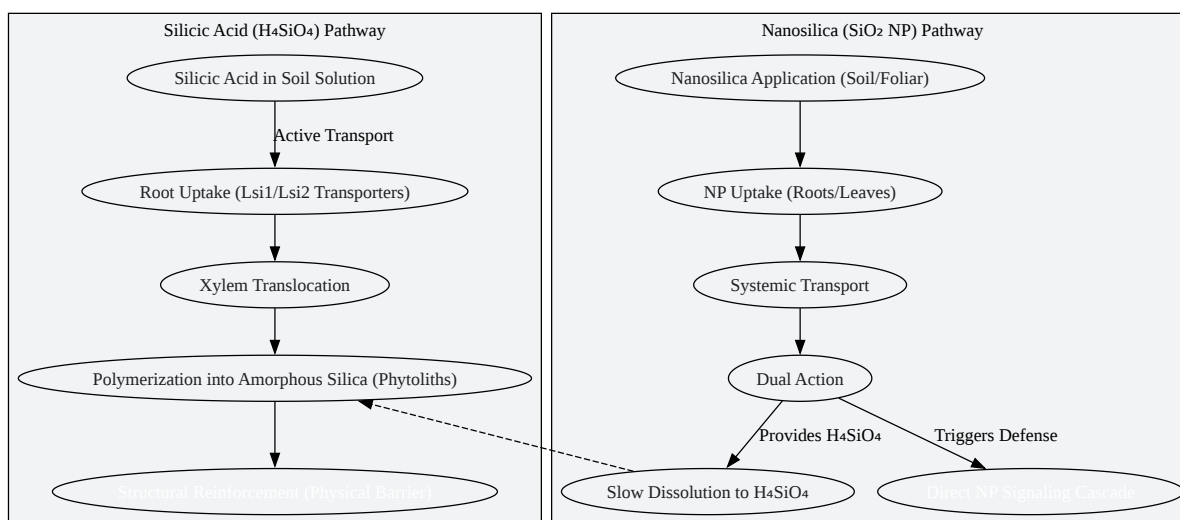 Silicic Acid (H₄SiO₄) Pathway
Silicic Acid in Soil Solution
Active Transport
Root Uptake (Lsi1/Lsi2 Transporters)
Xylem Translocation
Polymerization into Amorphous Silica (Phytoliths)
Structural Reinforcement (Physical Barrier)
Nanosilica (SiO₂ NP) Pathway
Nanosilica Application (Soil/Foliar)
NP Uptake (Roots/Leaves)
Systemic Transport
Dual Action
Provides H₄SiO₄
Triggers Defense
Slow Dissolution to H₄SiO₄
Direct NP Signaling Cascade